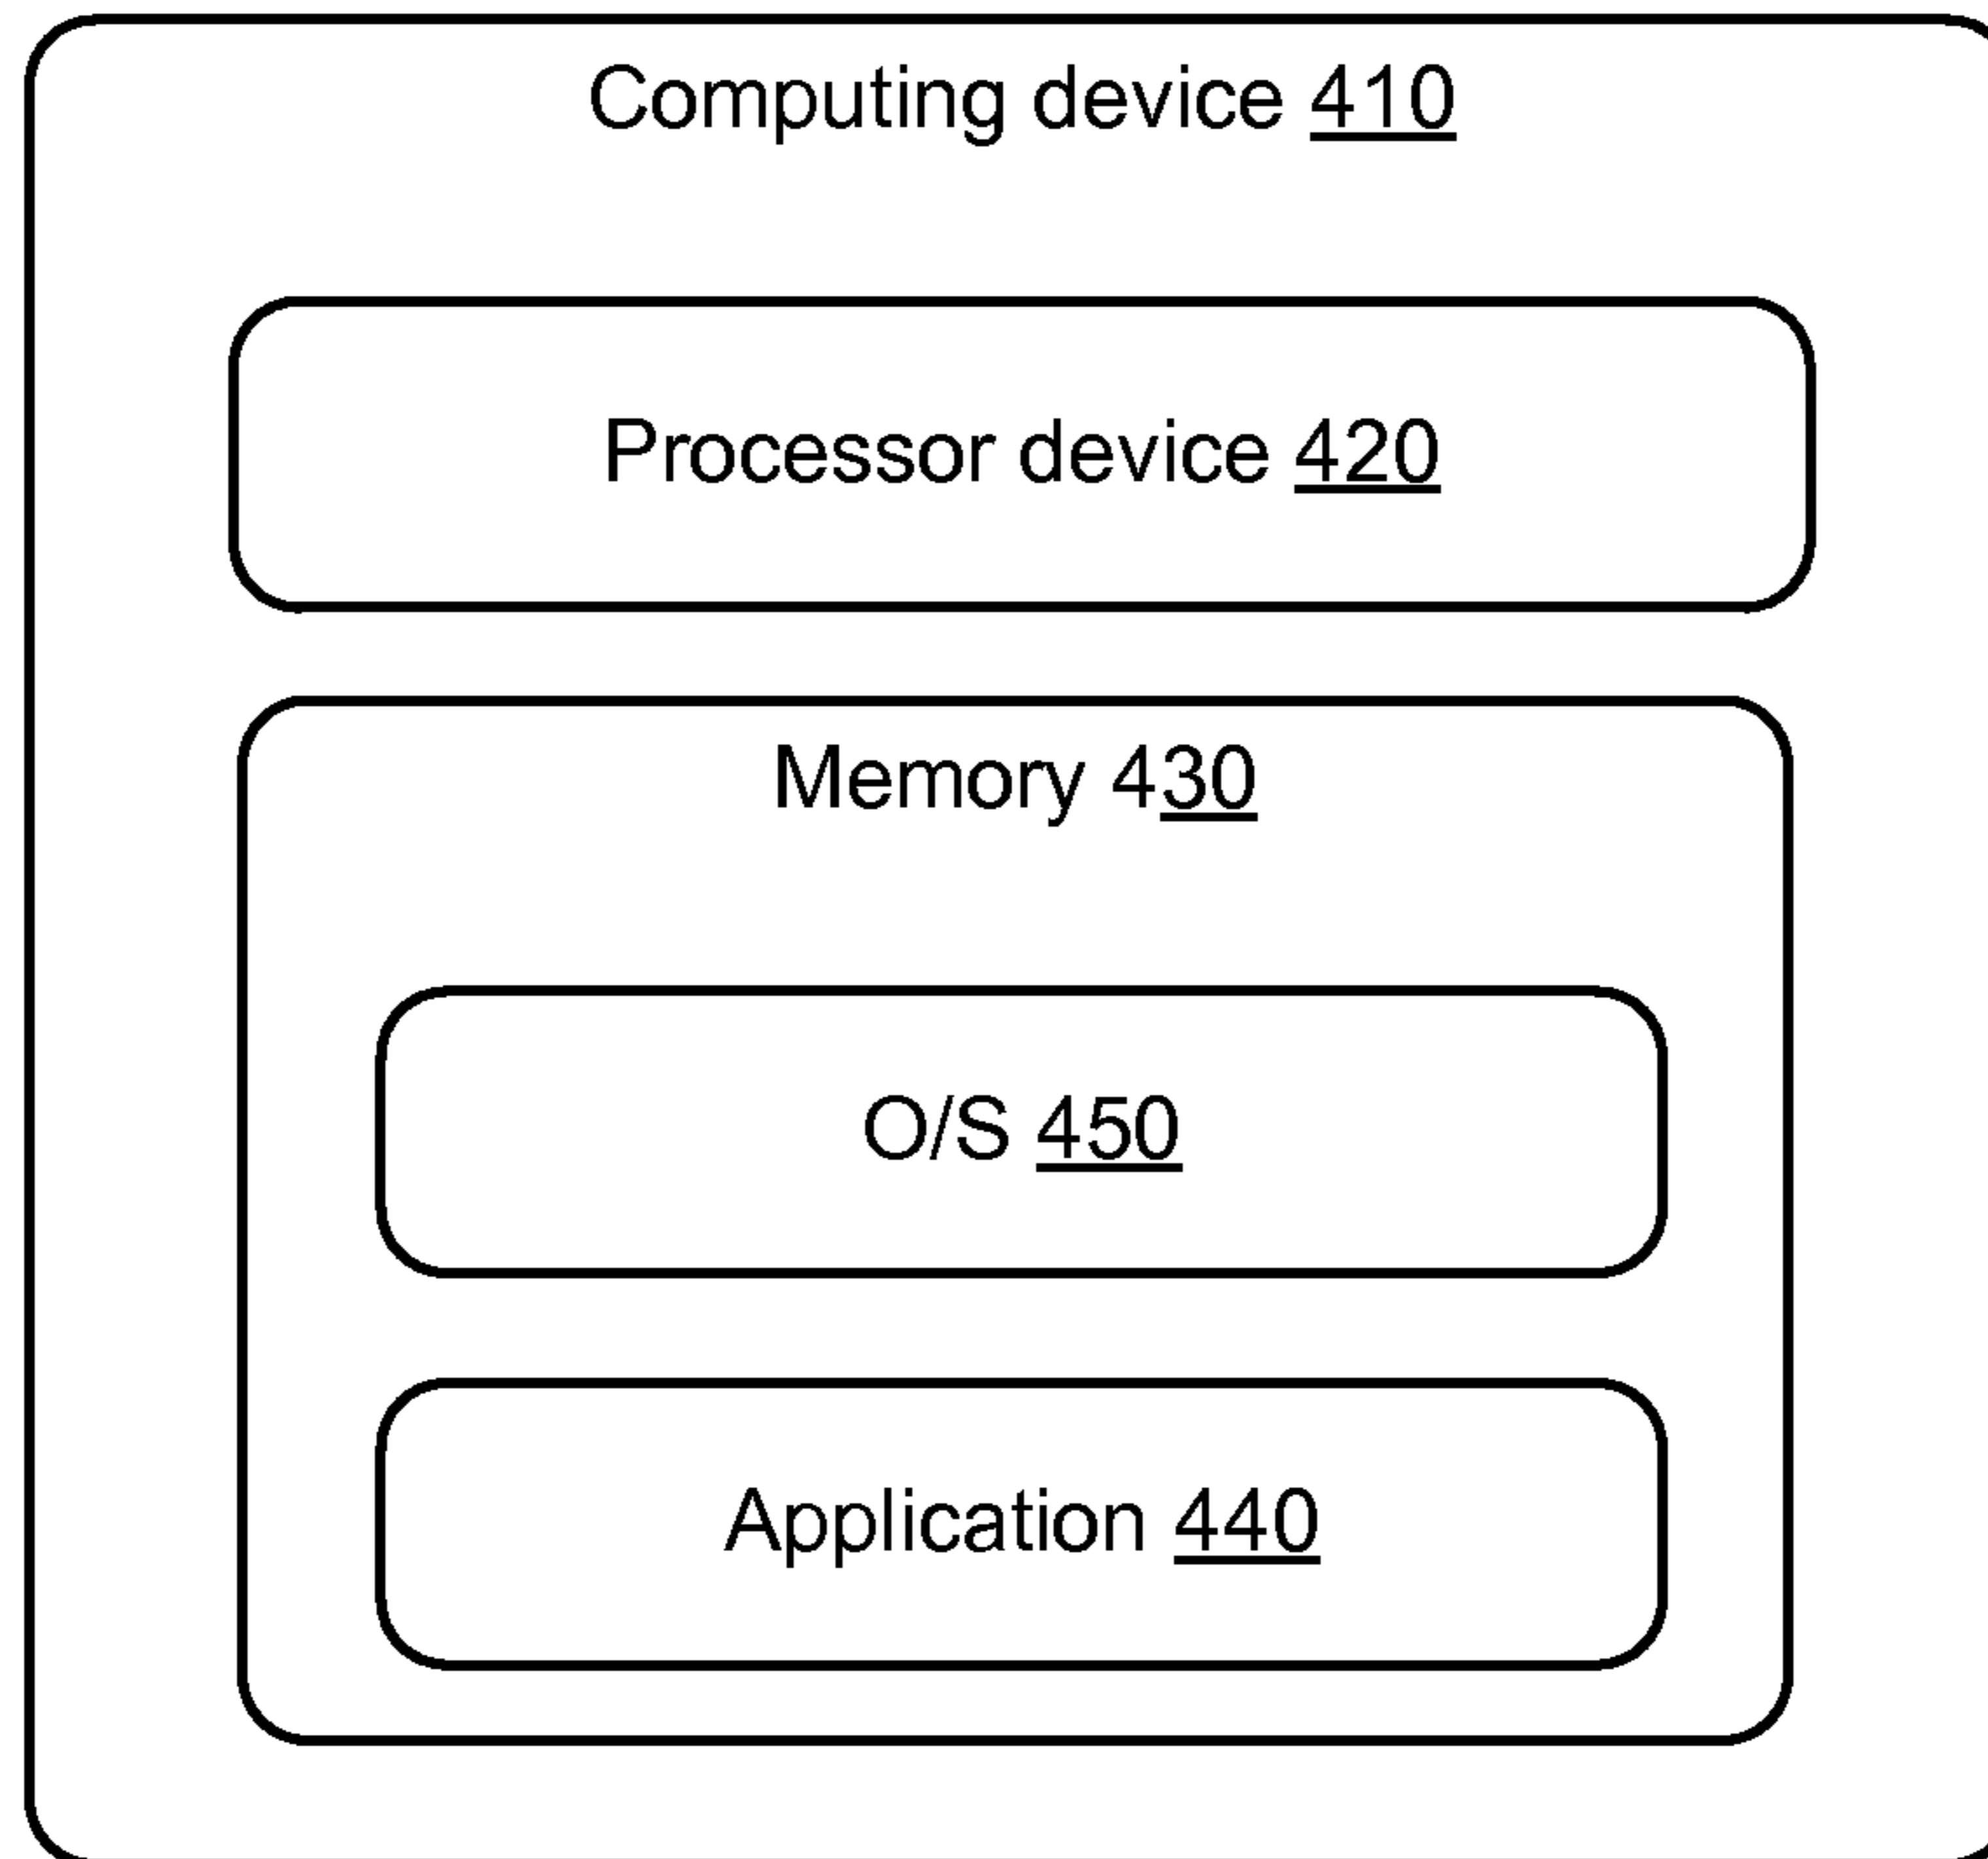 Computing device 410
Processor device 420
Memory 430
O/S 450
Application 440